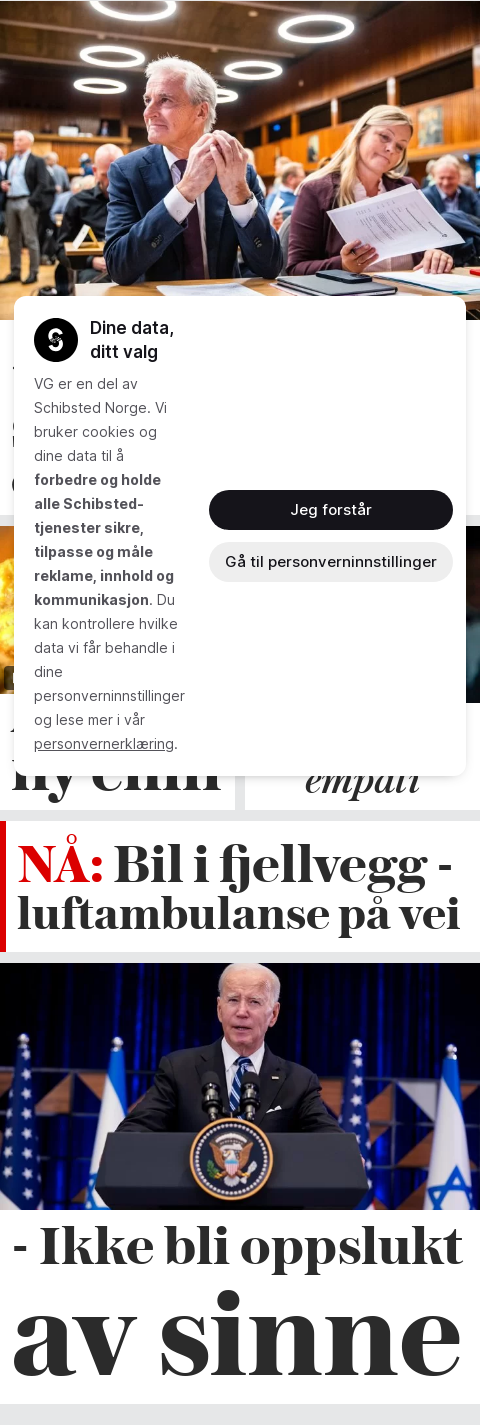 Dine data,
ditt valg
VG er en del av
Schibsted Norge. Vi
bruker cookies og
dine data til å
forbedre og holde
alle Schibsted-
tjenester sikre,
tilpasse og måle
reklame, innhold og
kommunikasjon. Du
kan kontrollere hvilke
data vi får behandle i
dine
personverninnstillinger
og lese mer i vår
personvernerklæring.
Jeg forstår
Gå til personverninnstillinger
empati
NÅ: Bil i fjellvegg -
luftambulanse på vei
- Ikke bli oppslukt
av sinne